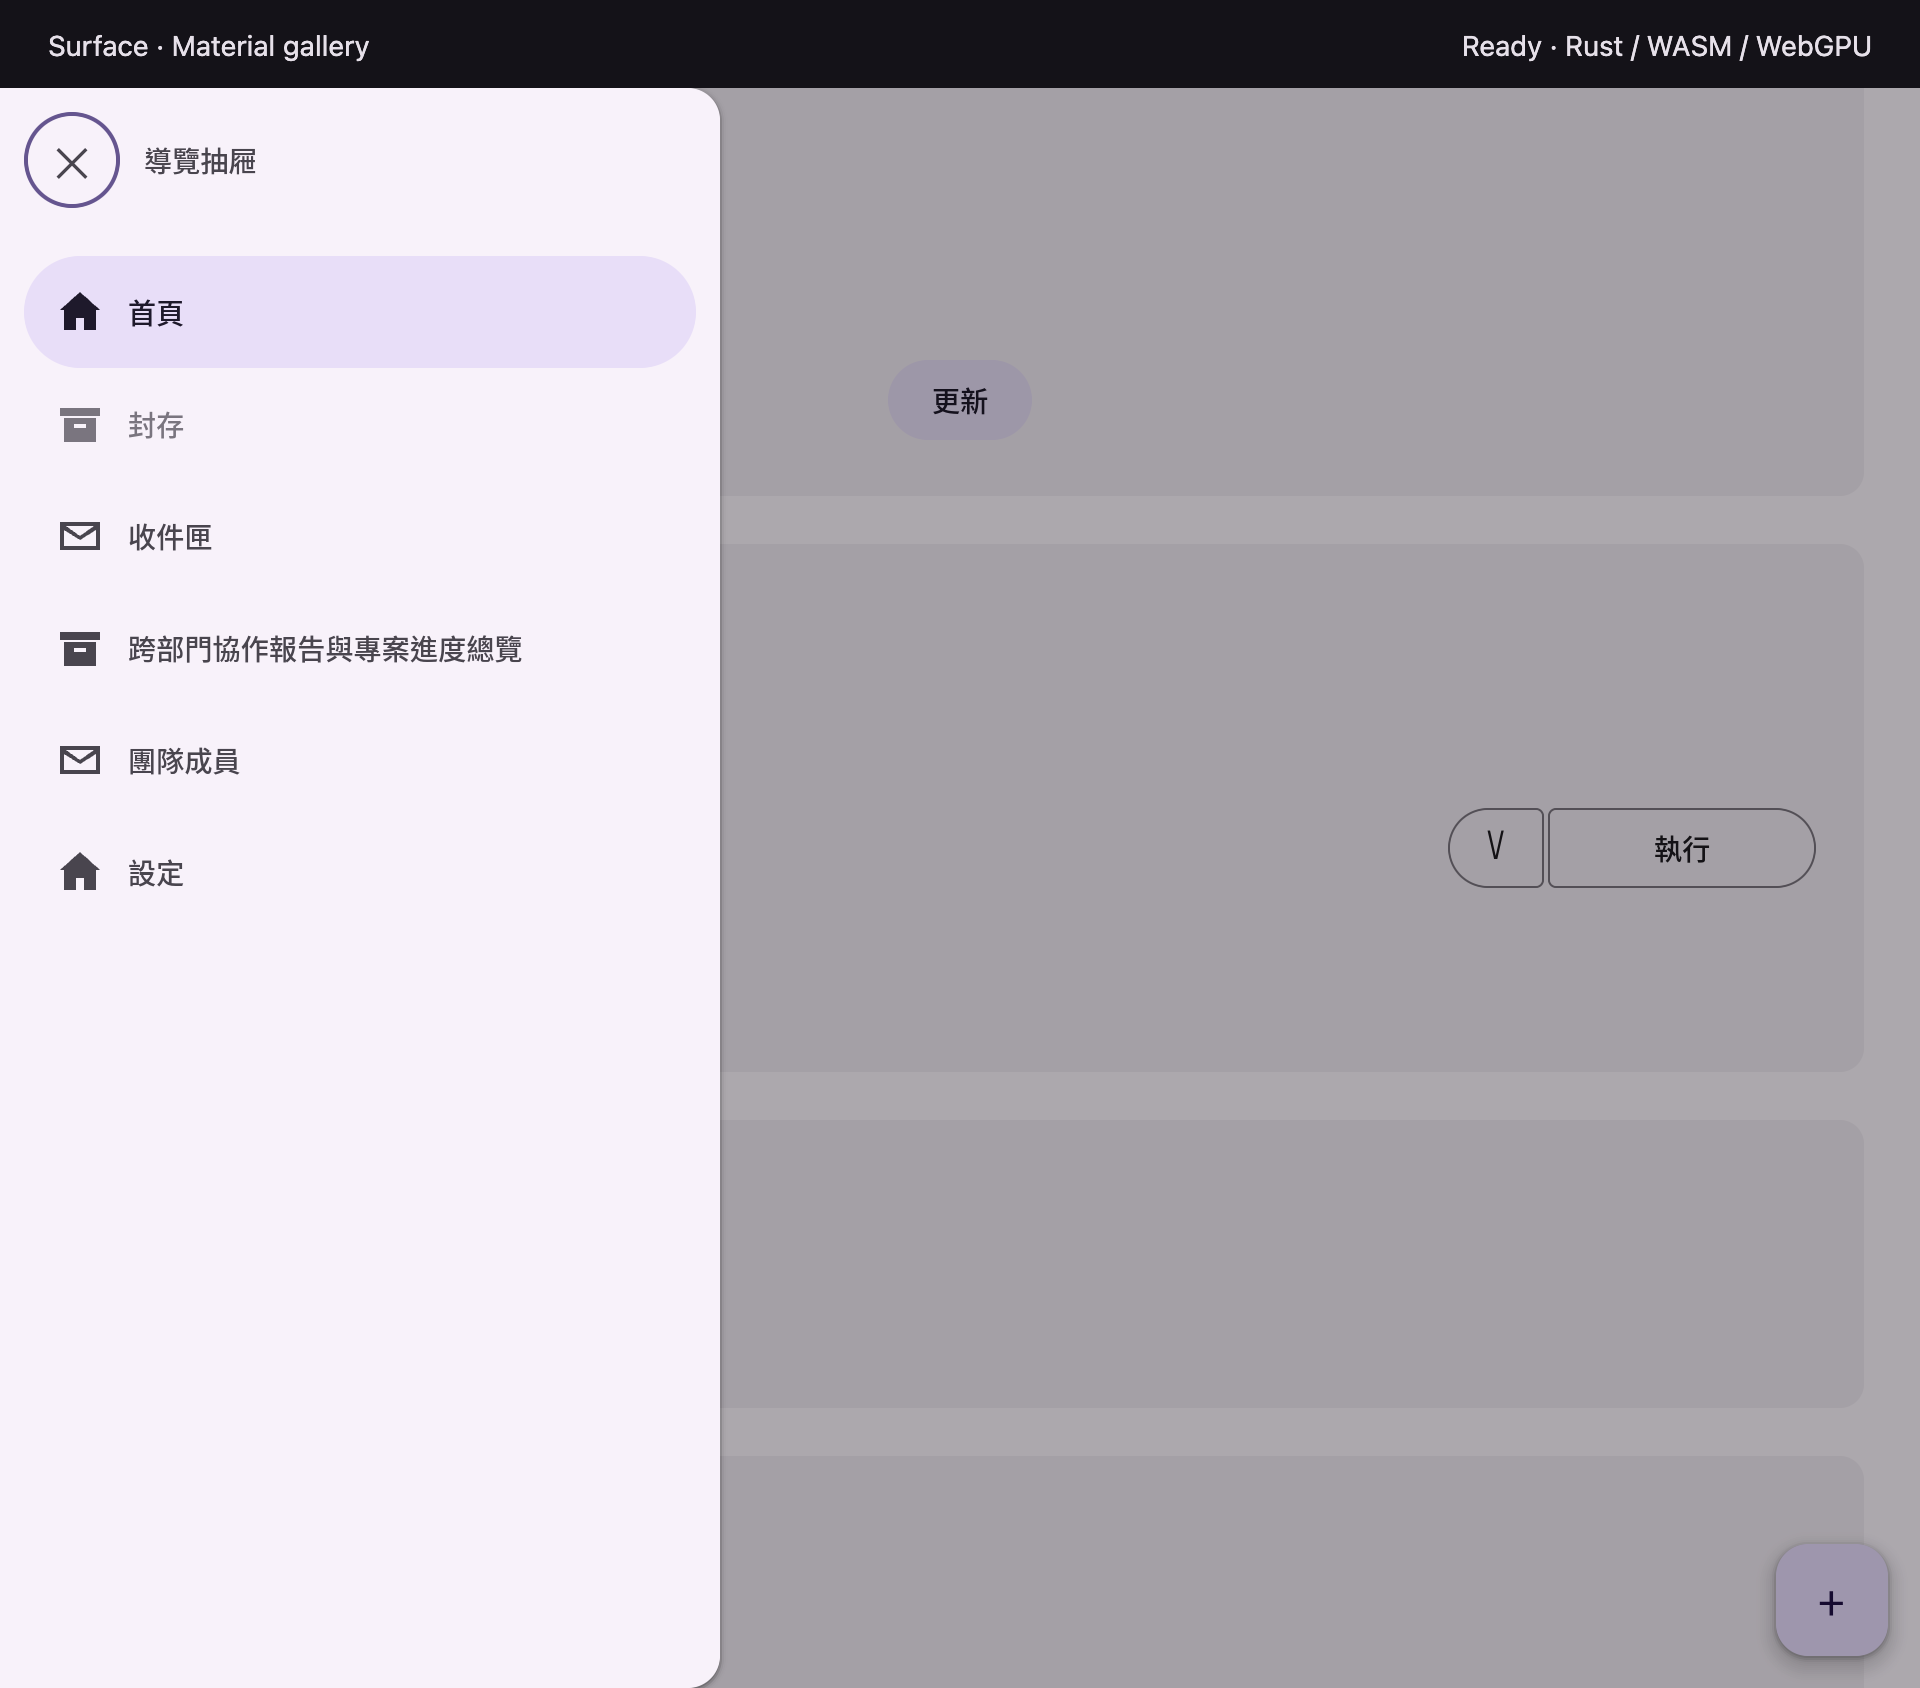 Surface · Material gallery
Ready · Rust / WASM / WebGPU
導覽抽屜
首頁
封存
收件匣
跨部門協作報告與專案進度總覽
團隊成員
設定
更新
V 執行
+